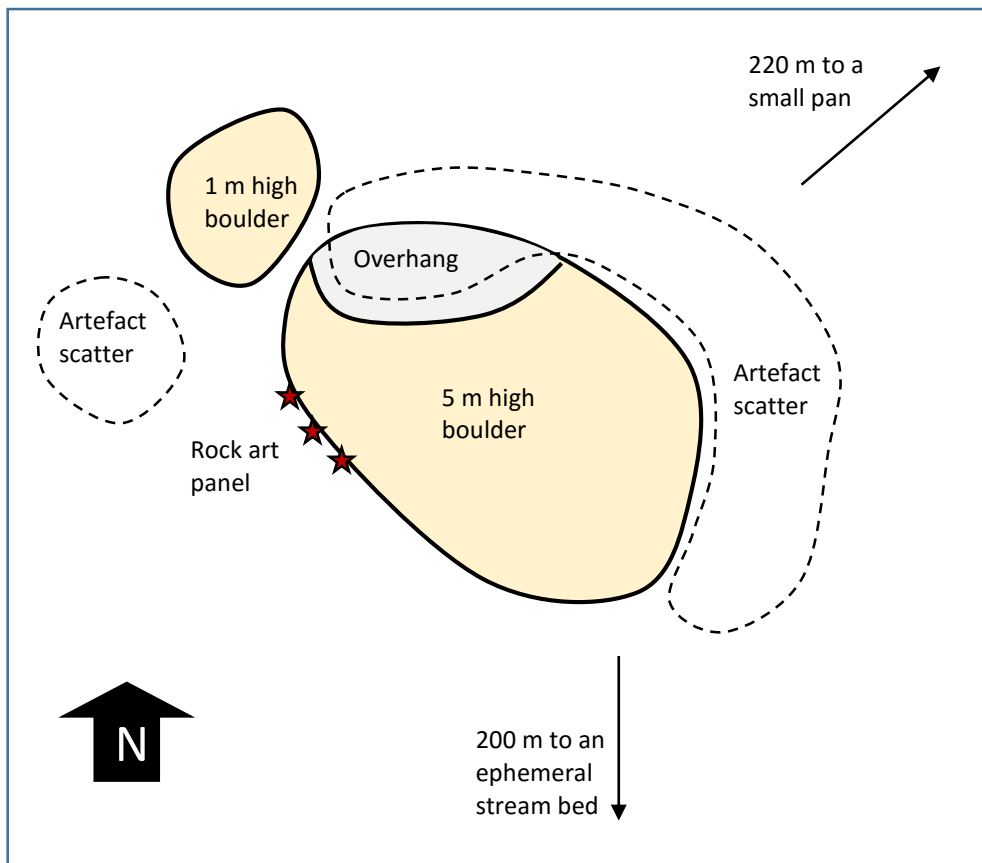 220 m to a
small pan
1 m high
boulder
Overhang
Artefact
scatter
Artefact
scatter
5 m high
boulder
Rock art
panel
N
200 m to an
ephemeral
stream bed